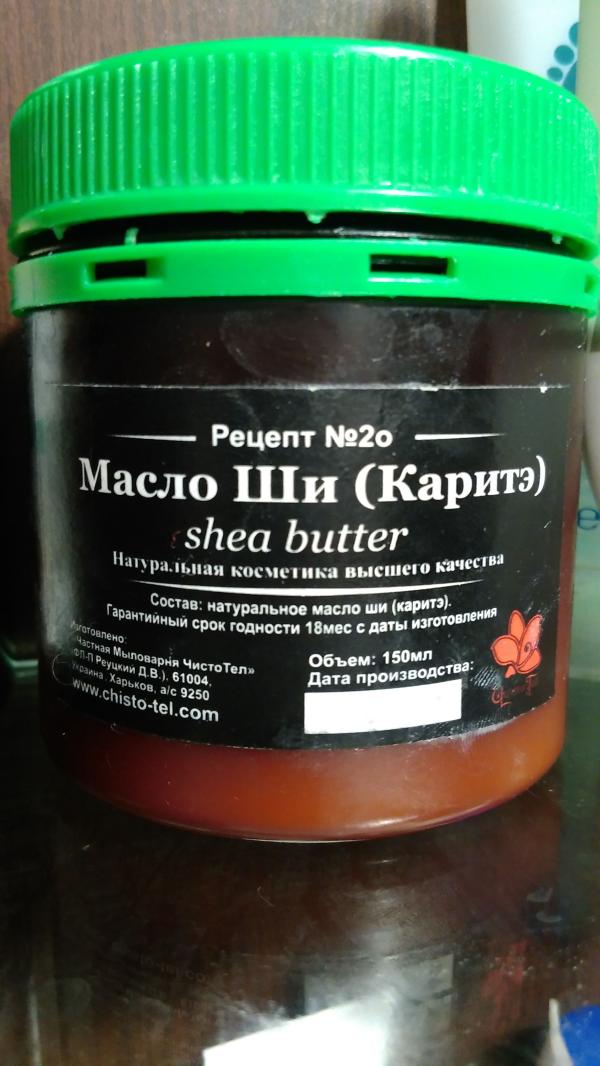 Рецепт №2о
Масло Ши (Каритэ)
shea butter
Натуральная косметика высшего качества
Состав: натуральное масло ши (каритэ).
Гарантийный срок годности 18мес с даты изготовления
Изготовлено:
"Частная Мыловарня ЧистоТел»
(ФЛ-П Реуцкий Д.В.). 61004,
Украина .Харьков, а/с 9250
www.chisto-tel.com
Объем: 150мл
Дата производства: